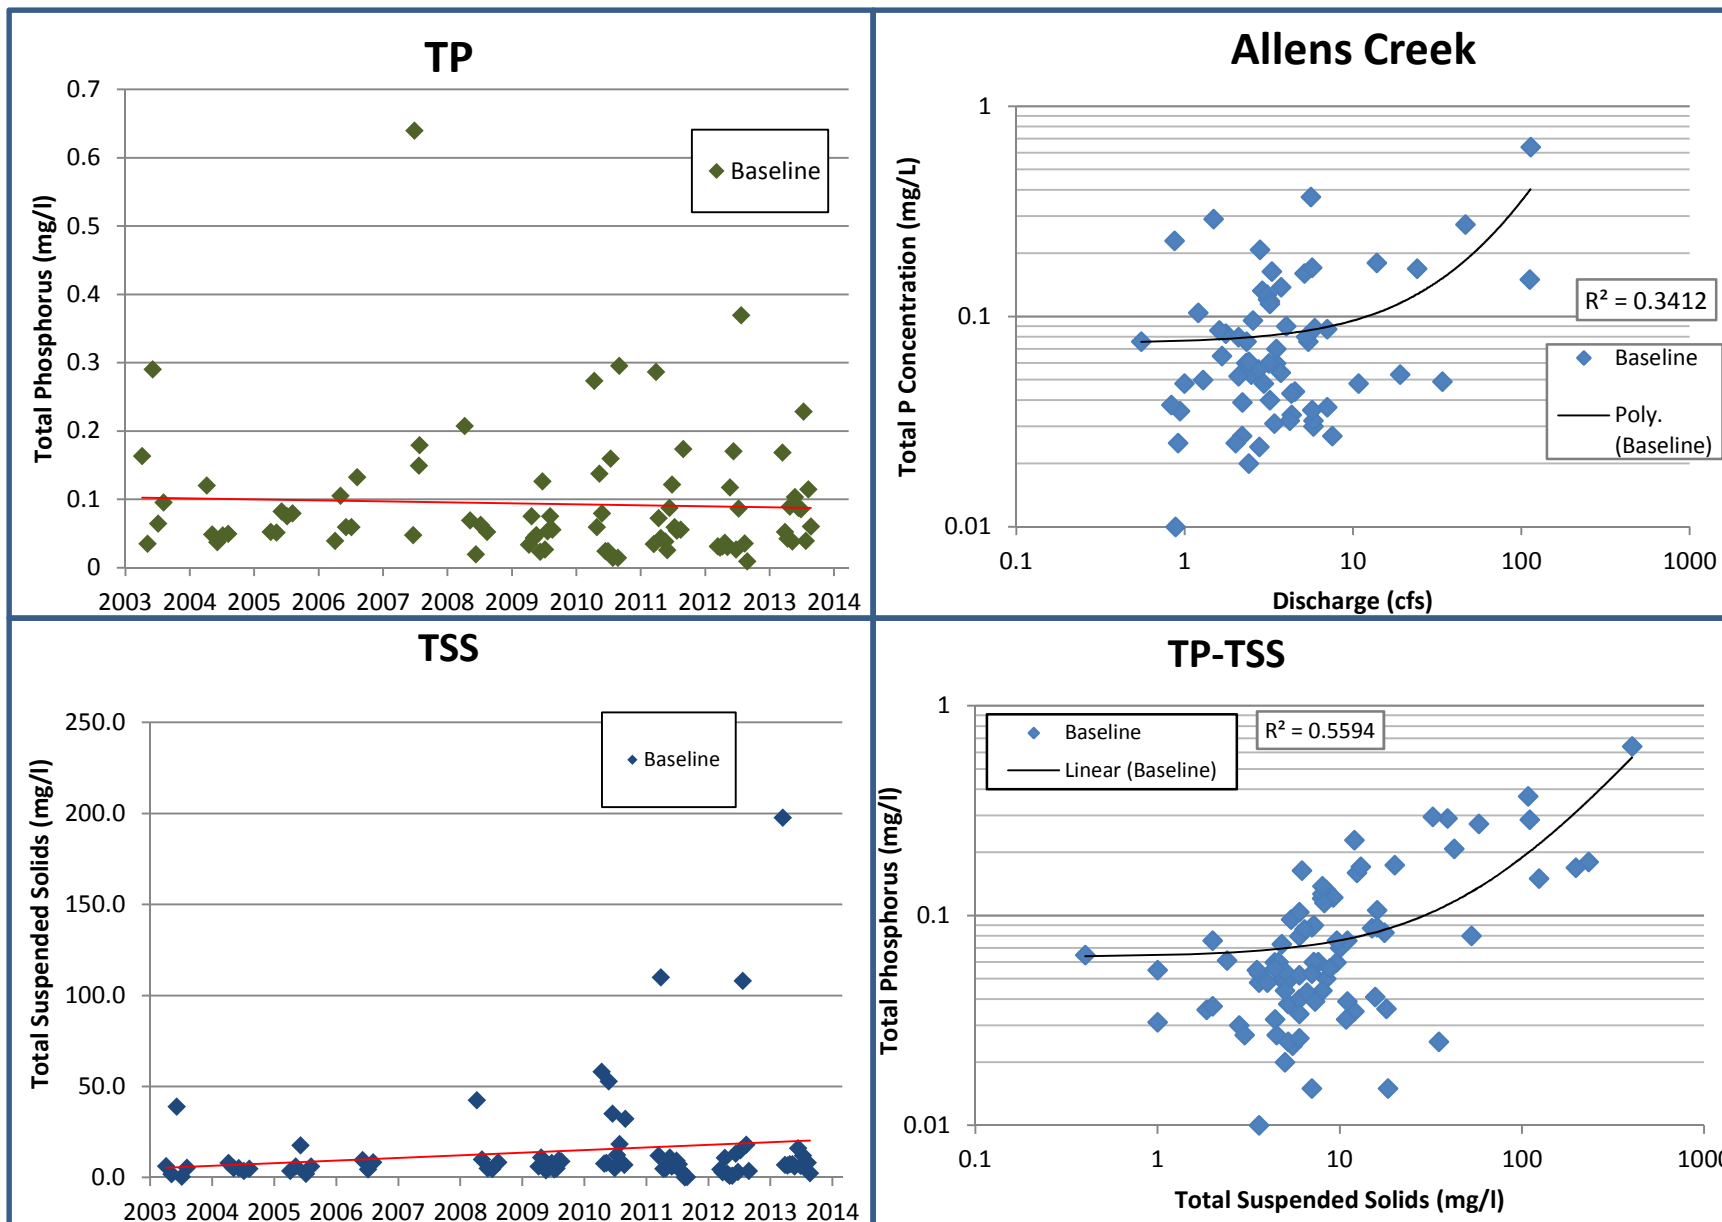 TP
Total Phosphorus (mg/l)
0.7
0.6
0.5
0.4
0.3
0.2
0.1
0
Baseline
2003 2004 2005 2006 2007 2008 2009 2010 2011 2012 2013 2014
Allens Creek
Total P Concentration (mg/L)
1
0.1
0.01
R² = 0.3412
Baseline
Poly.
(Baseline)
0.1 1 10 100 1000
Discharge (cfs)
TSS
Total Suspended Solids (mg/l)
250.0
200.0
150.0
100.0
50.0
0.0
Baseline
2003 2004 2005 2006 2007 2008 2009 2010 2011 2012 2013 2014
TP-TSS
Total Phosphorus (mg/l)
1
0.1
0.01
Baseline
Linear (Baseline)
R² = 0.5594
0.1 1 10 100 1000
Total Suspended Solids (mg/l)